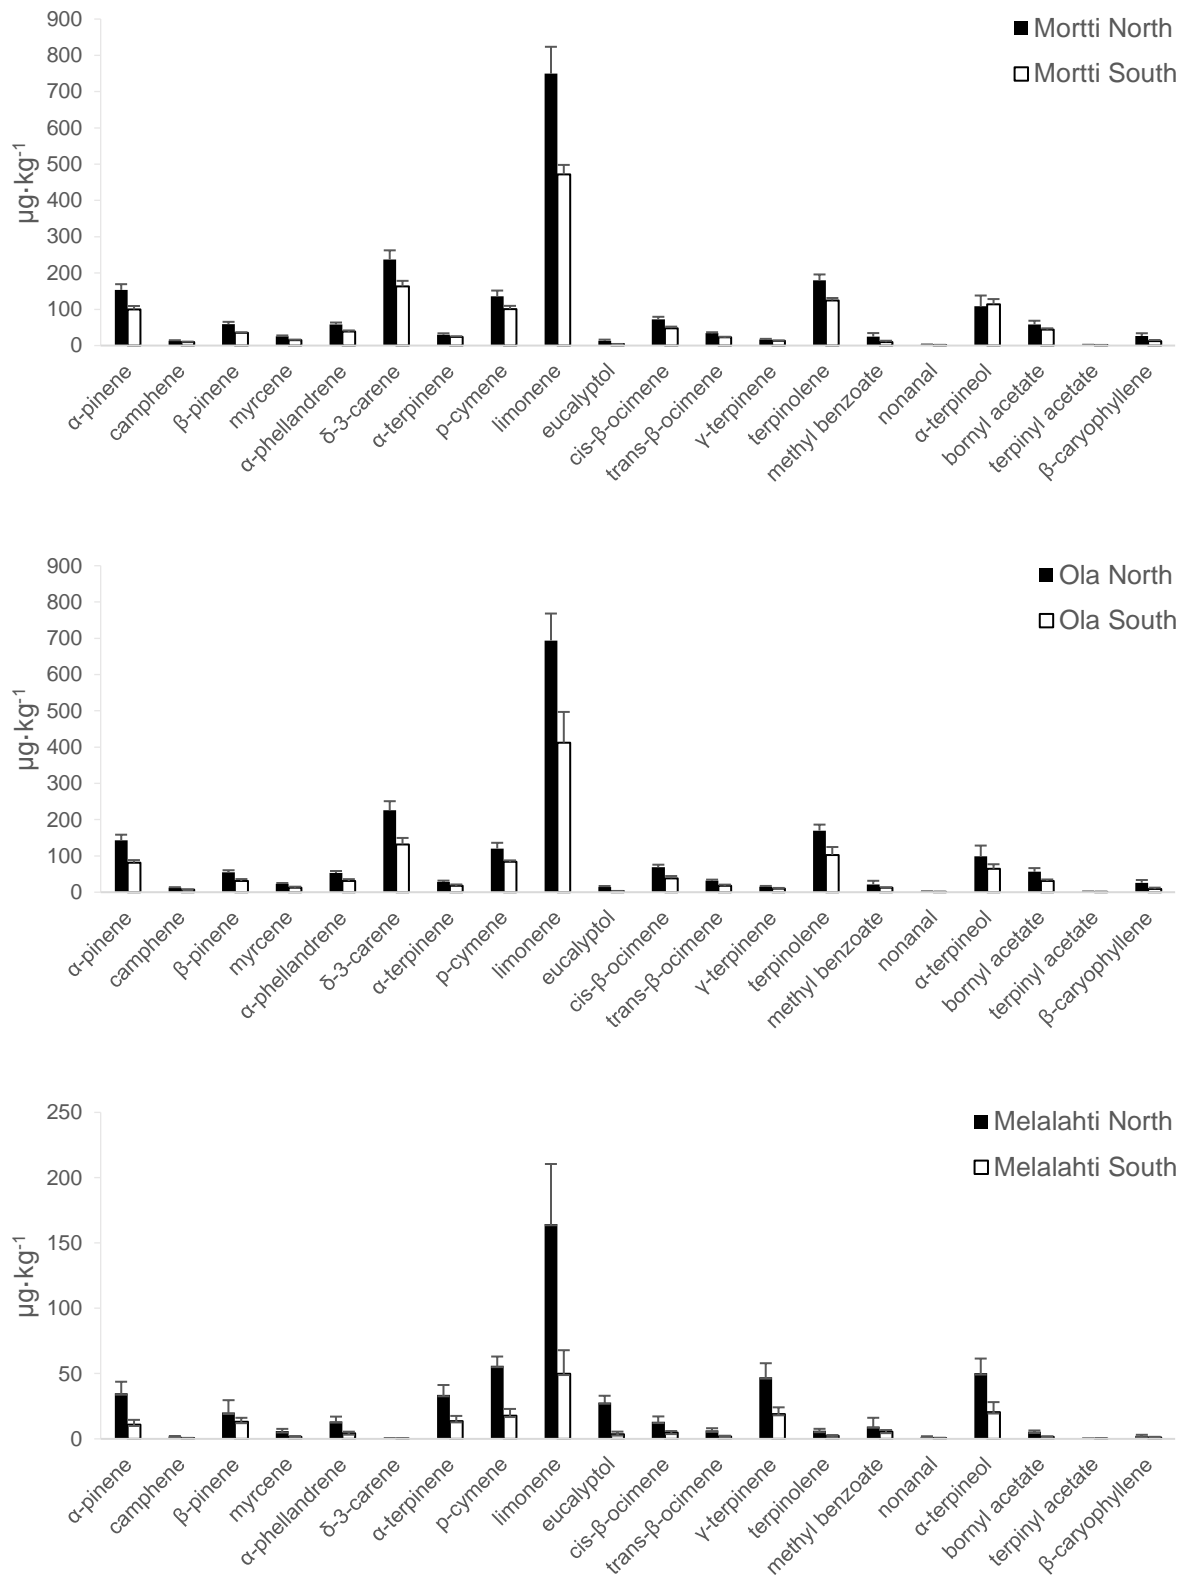 900
800
700
600
500
400
300
200
100
0
µg·kg⁻¹
Mortti North
Mortti South
α-pinene
camphene
β-pinene
myrcene
α-phellandrene
δ-3-carene
α-terpinene
p-cymene
limonene
eucalyptol
cis-β-ocimene
trans-β-ocimene
γ-terpinene
terpinolene
methyl benzoate
nonanal
α-terpineol
bornyl acetate
terpinyl acetate
β-caryophyllene
900
800
700
600
500
400
300
200
100
0
µg·kg⁻¹
Ola North
Ola South
α-pinene
camphene
β-pinene
myrcene
α-phellandrene
δ-3-carene
α-terpinene
p-cymene
limonene
eucalyptol
cis-β-ocimene
trans-β-ocimene
γ-terpinene
terpinolene
methyl benzoate
nonanal
α-terpineol
bornyl acetate
terpinyl acetate
β-caryophyllene
250
200
150
100
50
0
µg·kg⁻¹
Melalahti North
Melalahti South
α-pinene
camphene
β-pinene
myrcene
α-phellandrene
δ-3-carene
α-terpinene
p-cymene
limonene
eucalyptol
cis-β-ocimene
trans-β-ocimene
γ-terpinene
terpinolene
methyl benzoate
nonanal
α-terpineol
bornyl acetate
terpinyl acetate
β-caryophyllene